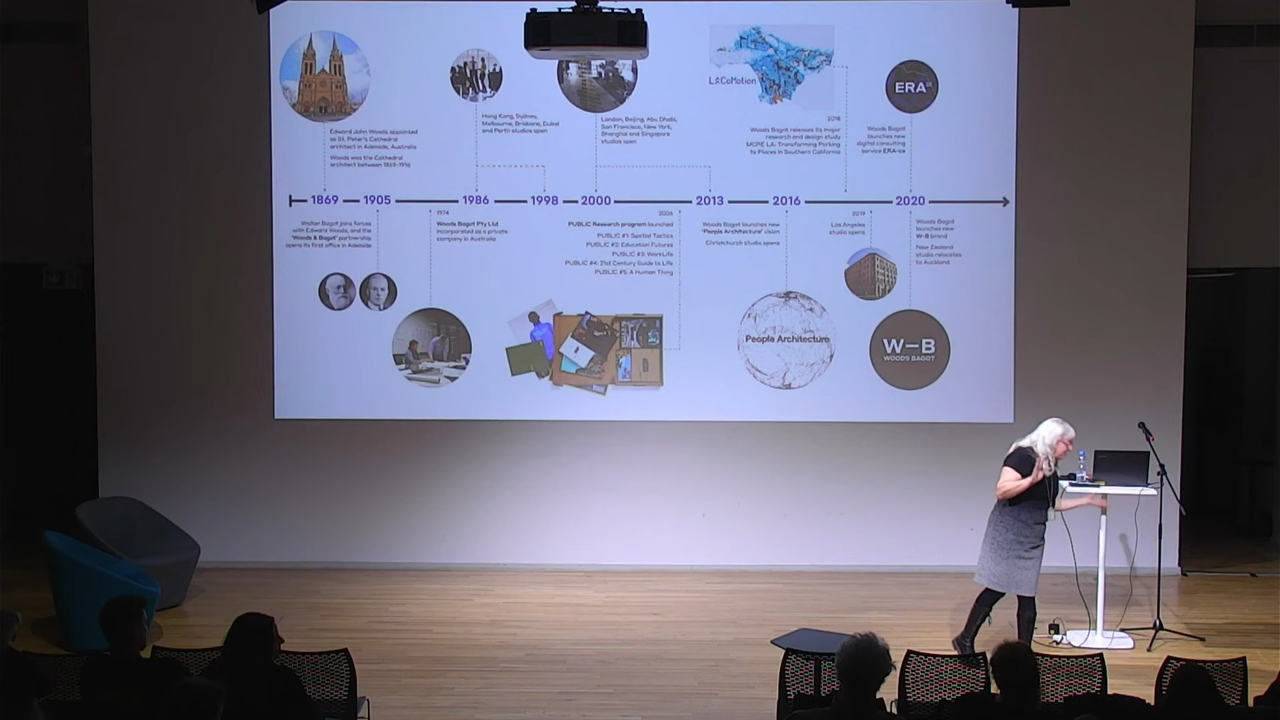 LACoMotion
ERA-co
Edward John Woods appointed
as St. Peter's Cathedral
architect in Adelaide, Australia
Woods was the Cathedral
architect between 1869-1916
Hong Kong, Sydney,
Melbourne, Brisbane, Dubai
and Perth studios open
London, Beijing, Abu Dhabi,
San Francisco, New York,
Shanghai and Singapore
studios open
2018
Woods Bagot releases its major
research and design study
MORE LA: Transforming Parking
to Places in Southern California
Woods Bagot
launches new
digital consulting
service ERA-co
1869
1905
1986
1998
2000
2013
2016
2020
Walter Bagot joins forces
with Edward Woods, and the
'Woods & Bagot' partnership
opens its first office in Adelaide
1974
Woods Bagot Pty Ltd
incorporated as a private
company in Australia
2006
PUBLIC Research program launched
PUBLIC #1: Spatial Tactics
PUBLIC #2: Education Futures
PUBLIC #3: WorkLife
PUBLIC #4: 21st Century Guide to Life
PUBLIC #5: A Human Thing
Woods Bagot launches new
'People Architecture' vision
Christchurch studio opens
2019
Los Angeles
studio opens
Woods Bagot
launches new
W-B brand
New Zealand
studio relocates
to Auckland
People Architecture
W–B
WOODS BAGOT